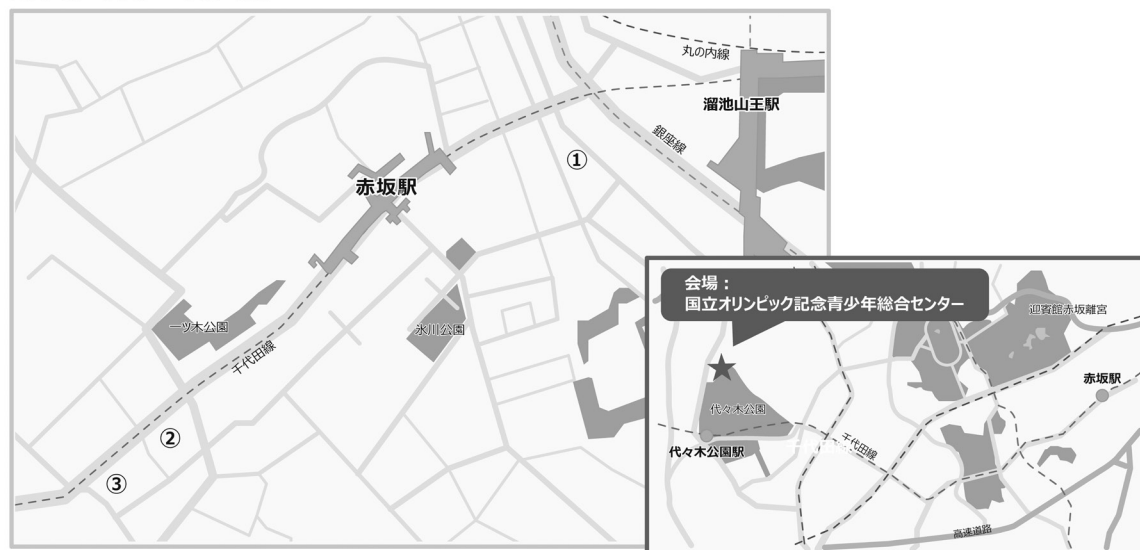 丸の内線
溜池山王駅
銀座線
①
赤坂駅
一ツ木公園
氷川公園
千代田線
②
③
会場：
国立オリンピック記念青少年総合センター
迎賓館赤坂離宮
赤坂駅
代々木公園
代々木公園駅
千代田線
高速道路